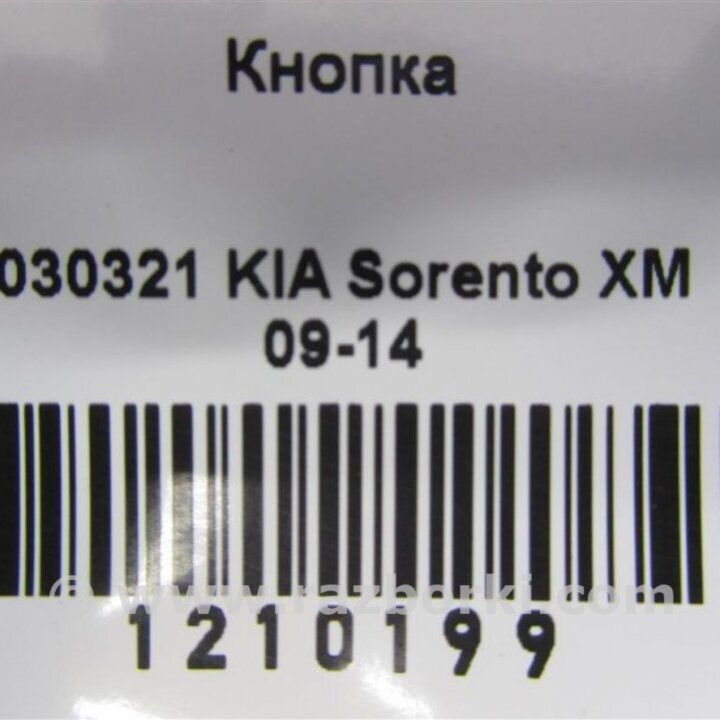 Кнопка
030321 KIA Sorento XM
09-14
© www.razborki.com
1210199